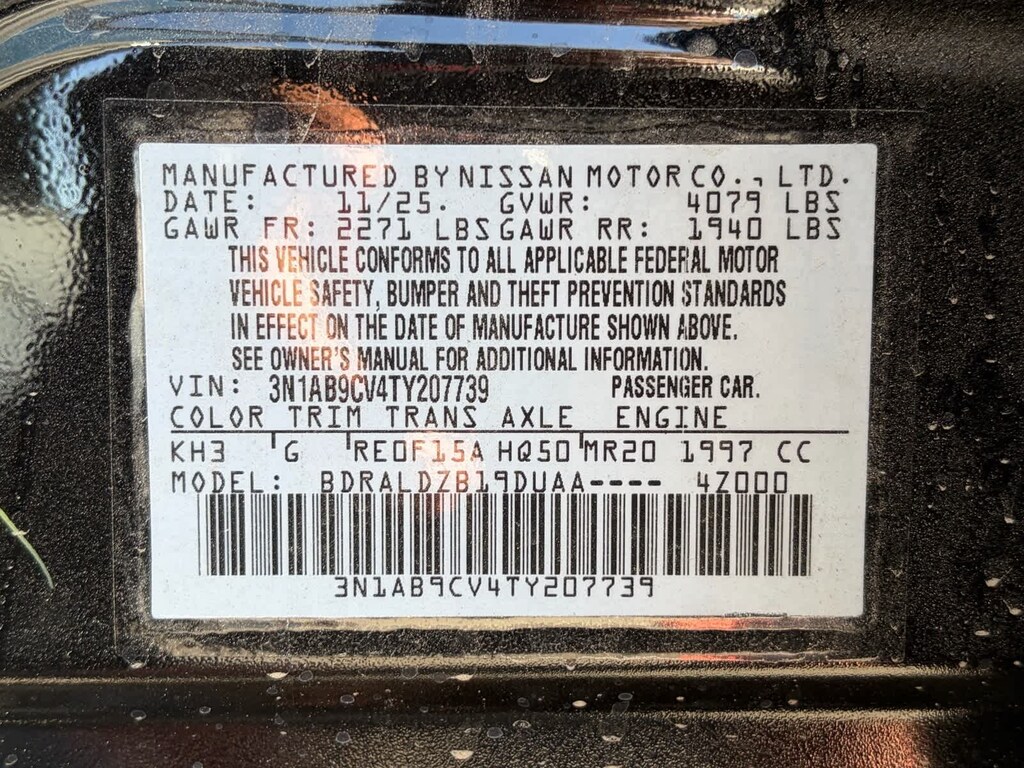 MANUFACTURED BY NISSAN MOTOR CO., LTD.
DATE: 11/25. GVWR: 4079 LBS
GAWR FR: 2271 LBS GAWR RR: 1940 LBS
THIS VEHICLE CONFORMS TO ALL APPLICABLE FEDERAL MOTOR
VEHICLE SAFETY, BUMPER AND THEFT PREVENTION STANDARDS
IN EFFECT ON THE DATE OF MANUFACTURE SHOWN ABOVE.
SEE OWNER'S MANUAL FOR ADDITIONAL INFORMATION.
VIN: 3N1AB9CV4TY207739 PASSENGER CAR.
COLOR TRIM TRANS AXLE ENGINE
KH3 G RE0F15A HQ50 MR20 1997 CC
MODEL: BDRALDZB19DUAA---- 4Z000
3N1AB9CV4TY207739